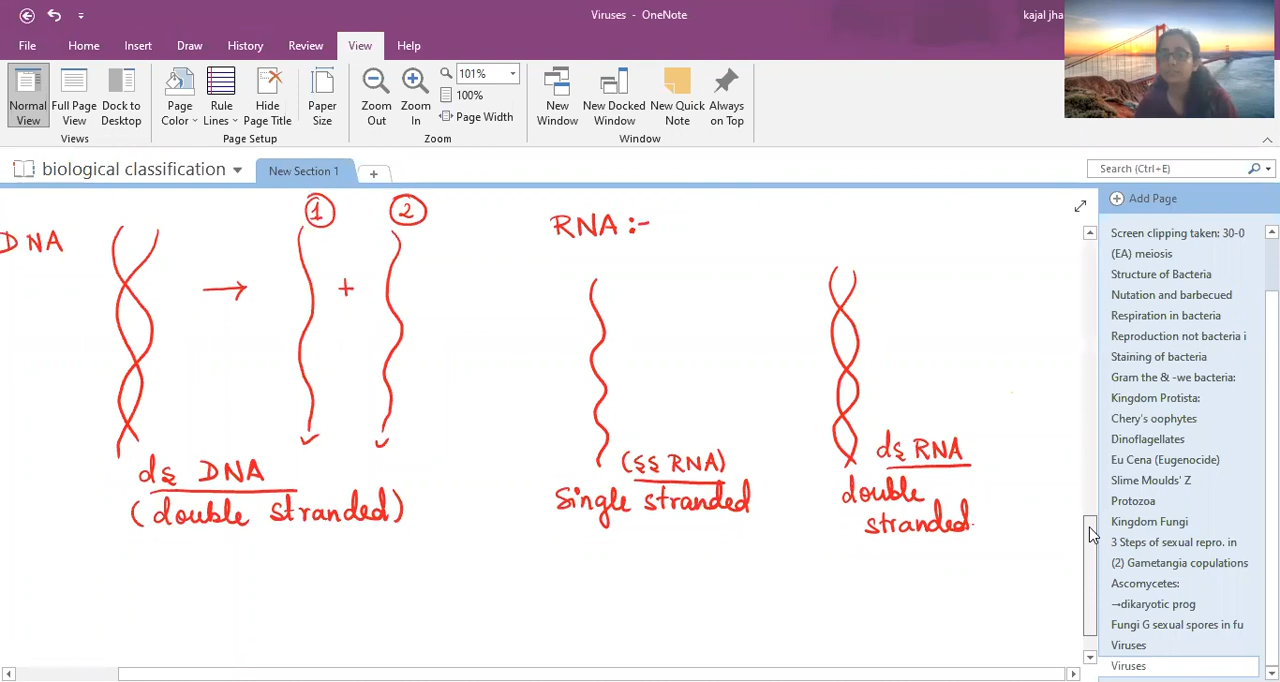 Viruses - OneNote
kajal jha
File Home Insert Draw History Review View Help
Normal View
Full Page View
Dock to Desktop
Views
Page Color
Rule Lines
Hide Page Title
Page Setup
Paper Size
Zoom Out
Zoom In
101%
100%
Page Width
Zoom
New Window
New Docked Window
New Quick Note
Always on Top
Window
biological classification
New Section 1
Search (Ctrl+E)
Add Page
Screen clipping taken: 30-0
(EA) meiosis
Structure of Bacteria
Nutation and barbecued
Respiration in bacteria
Reproduction not bacteria i
Staining of bacteria
Gram the & -we bacteria:
Kingdom Protista:
Chery's ophytes
Dinoflagellates
Eu Cena (Eugenocide)
Slime Moulds' Z
Protozoa
Kingdom Fungi
3 Steps of sexual repro. in
(2) Gametangia copulations
Ascomycetes:
→dikaryotic prog
Fungi G sexual spores in fu
Viruses
Viruses
DNA
1 + 2
ds DNA
(double stranded)
RNA :-
(ss RNA)
Single stranded
ds RNA
double
stranded.